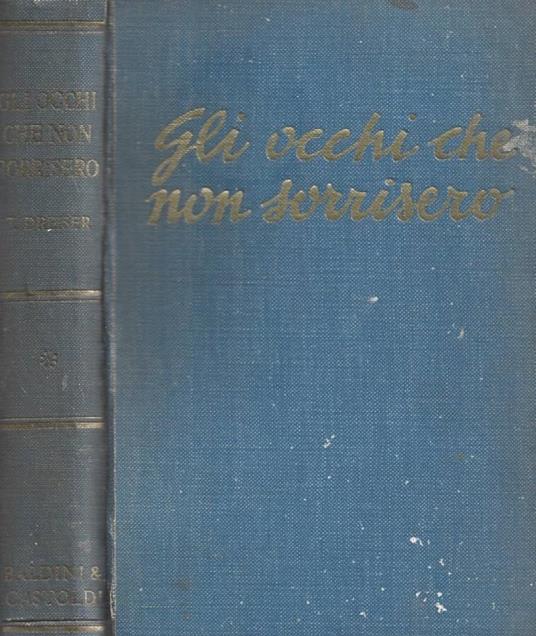 GLI OCCHI
CHE NON
SORRISERO
T. DREISER
BALDINI &
CASTOLDI
Gli occhi che
non sorrisero